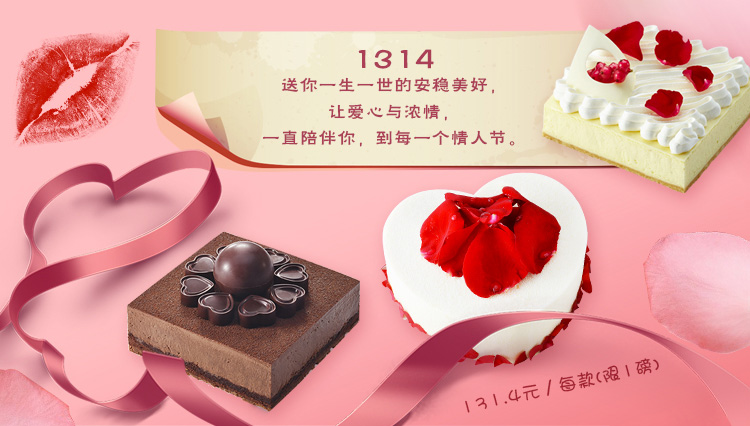 1314
送你一生一世的安稳美好，
让爱心与浓情，
一直陪伴你，到每一个情人节。
131.4元/每款(限1磅)